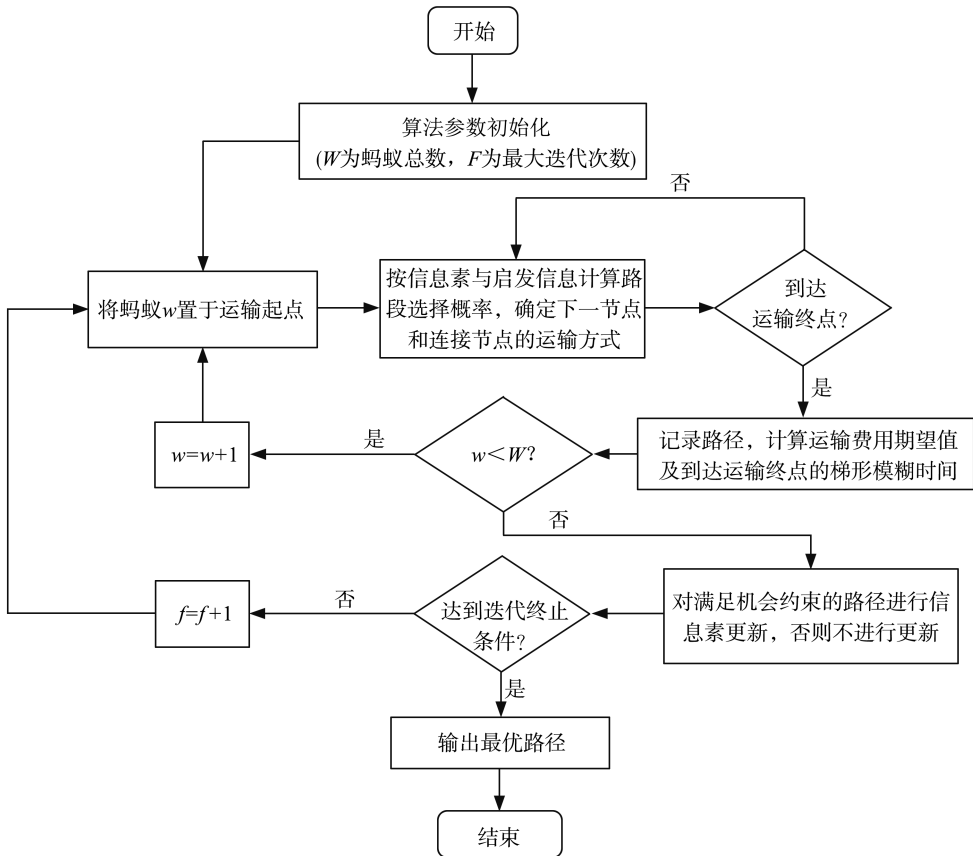 开始
算法参数初始化
(W为蚂蚁总数，F为最大迭代次数)
否
将蚂蚁w置于运输起点
按信息素与启发信息计算路
段选择概率，确定下一节点
和连接节点的运输方式
到达
运输终点？
是
w=w+1
是
w＜W？
记录路径，计算运输费用期望值
及到达运输终点的梯形模糊时间
否
f=f+1
否
达到迭代终止
条件？
对满足机会约束的路径进行信
息素更新，否则不进行更新
是
输出最优路径
结束